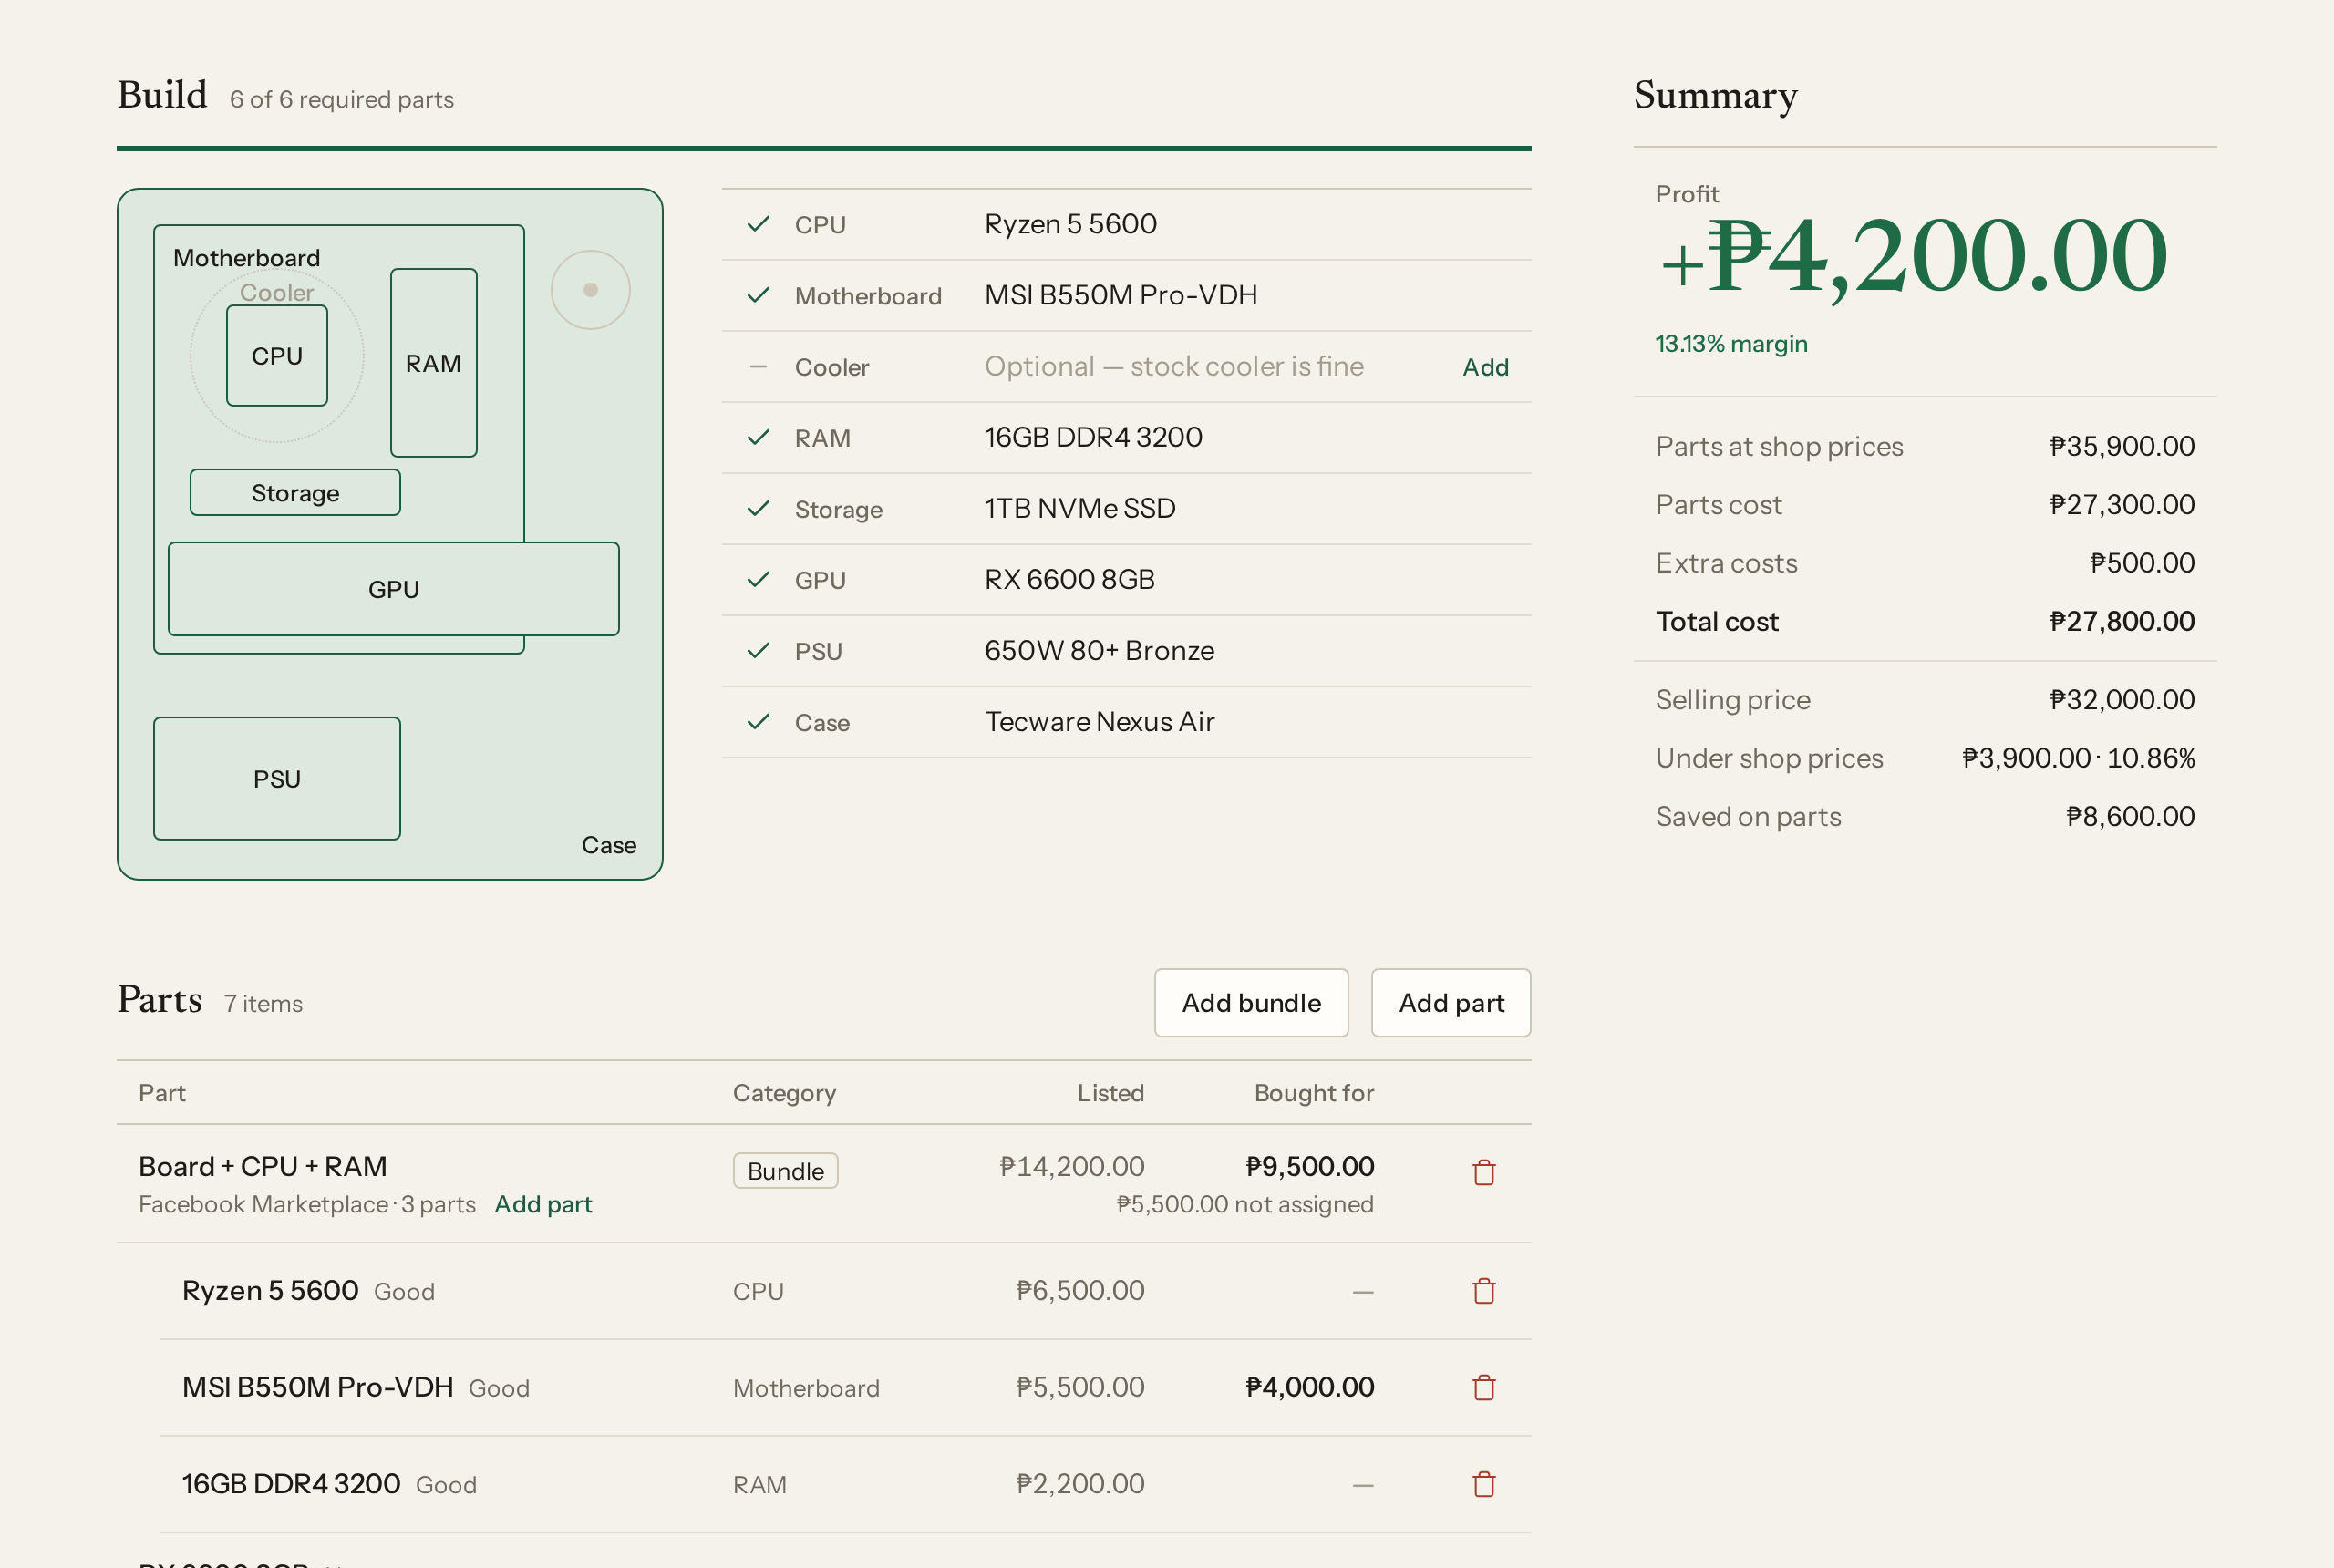 Build 6 of 6 required parts
Motherboard
Cooler
CPU
RAM
Storage
GPU
PSU
Case
CPU Ryzen 5 5600
Motherboard MSI B550M Pro-VDH
Cooler Optional — stock cooler is fine Add
RAM 16GB DDR4 3200
Storage 1TB NVMe SSD
GPU RX 6600 8GB
PSU 650W 80+ Bronze
Case Tecware Nexus Air
Summary
Profit
+₱4,200.00
13.13% margin
Parts at shop prices ₱35,900.00
Parts cost ₱27,300.00
Extra costs ₱500.00
Total cost ₱27,800.00
Selling price ₱32,000.00
Under shop prices ₱3,900.00 · 10.86%
Saved on parts ₱8,600.00
Parts 7 items Add bundle Add part
Part Category Listed Bought for
Board + CPU + RAM Bundle ₱14,200.00 ₱9,500.00
Facebook Marketplace · 3 parts Add part ₱5,500.00 not assigned
Ryzen 5 5600 Good CPU ₱6,500.00 —
MSI B550M Pro-VDH Good Motherboard ₱5,500.00 ₱4,000.00
16GB DDR4 3200 Good RAM ₱2,200.00 —